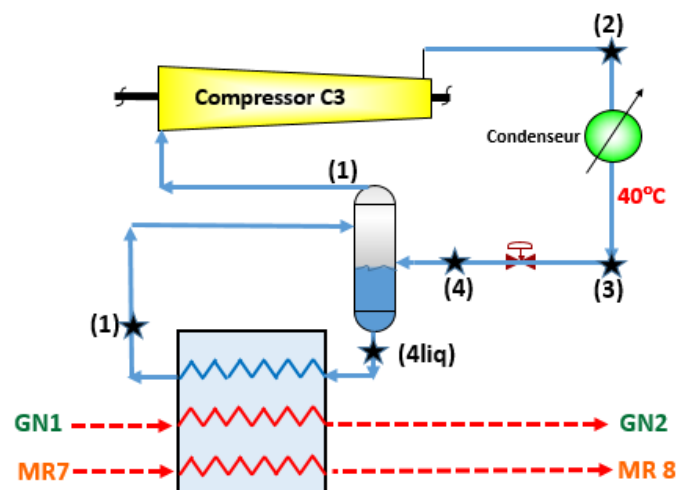 (2)
Compressor C3
Condenseur
(1)
40°C
(4)
(3)
(1)
(4liq)
GN1
GN2
MR7
MR 8